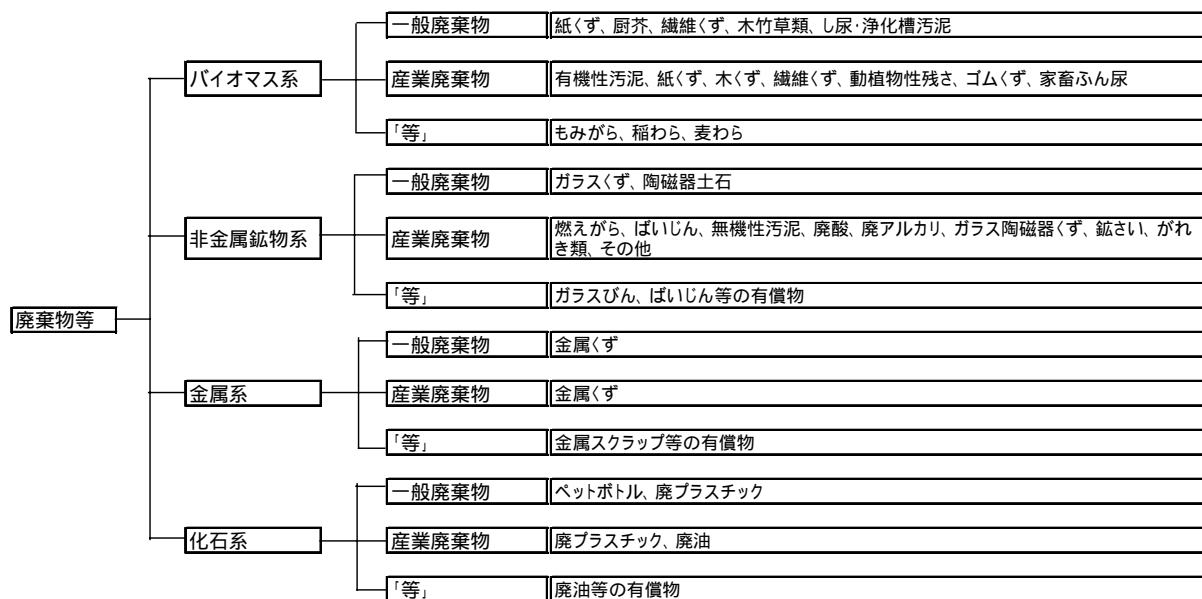 一般廃棄物 紙くず、厨芥、繊維くず、木竹草類、し尿・浄化槽汚泥
バイオマス系 産業廃棄物 有機性汚泥、紙くず、木くず、繊維くず、動植物性残さ、ゴムくず、家畜ふん尿
「等」 もみがら、稲わら、麦わら
一般廃棄物 ガラスくず、陶磁器土石
非金属鉱物系 産業廃棄物 燃えがら、ばいじん、無機性汚泥、廃酸、廃アルカリ、ガラス陶磁器くず、鉱さい、がれ
き類、その他
「等」 ガラスびん、ばいじん等の有償物
廃棄物等
一般廃棄物 金属くず
金属系 産業廃棄物 金属くず
「等」 金属スクラップ等の有償物
一般廃棄物 ペットボトル、廃プラスチック
化石系 産業廃棄物 廃プラスチック、廃油
「等」 廃油等の有償物